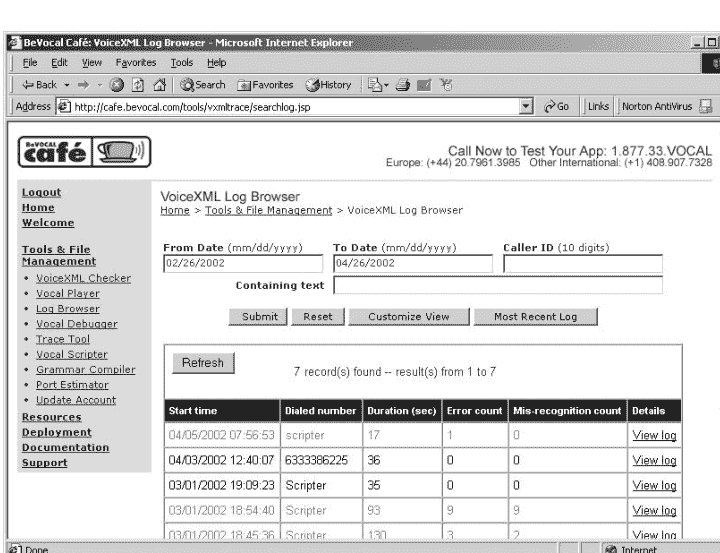 BeVocal Café: VoiceXML Log Browser - Microsoft Internet Explorer
File Edit View Favorites Tools Help
Back Search Favorites History
Address http://cafe.bevocal.com/tools/vxmltrace/searchlog.jsp Go Links Norton AntiVirus
BeVOCAL
café
Call Now to Test Your App: 1.877.33.VOCAL
Europe: (+44) 20.7961.3985 Other International: (+1) 408.907.7328
Logout
Home
Welcome
Tools & File
Management
• VoiceXML Checker
• Vocal Player
• Log Browser
• Vocal Debugger
• Trace Tool
• Vocal Scripter
• Grammar Compiler
• Port Estimator
• Update Account
Resources
Deployment
Documentation
Support
VoiceXML Log Browser
Home > Tools & File Management > VoiceXML Log Browser
From Date (mm/dd/yyyy) To Date (mm/dd/yyyy) Caller ID (10 digits)
02/26/2002 04/26/2002
Containing text
Submit Reset Customize View Most Recent Log
Refresh
7 record(s) found -- result(s) from 1 to 7
Start time Dialed number Duration (sec) Error count Mis-recognition count Details
04/05/2002 07:56:53 scripter 17 1 0 View log
04/03/2002 12:40:07 6333386225 36 0 0 View log
03/01/2002 19:09:23 Scripter 35 0 0 View log
03/01/2002 18:54:40 Scripter 93 9 9 View log
03/01/2002 18:45:36 Scripter 130 3 2 View log
Done Internet